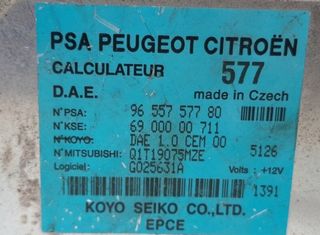 PSA PEUGEOT CITROËN
CALCULATEUR 577
D.A.E. made in Czech
N°PSA: 96 557 577 80
N°KSE: 69 000 00 711
N°KOYO: DAE 1.0 CEM 00
N°MITSUBISHI: Q1T19075MZE 5126
Logiciel: G025631A Volts : +12V
1391
KOYO SEIKO CO.,LTD.
EPCE